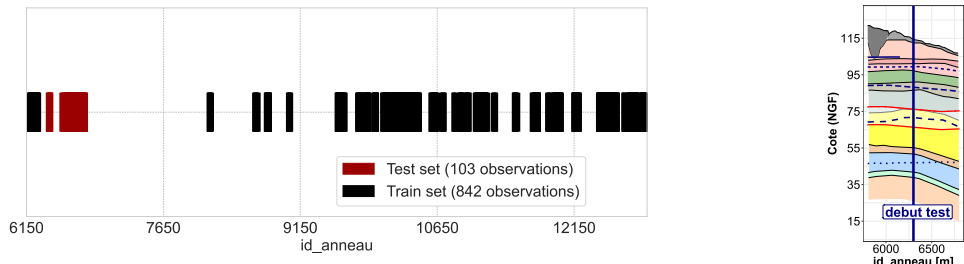 Test set (103 observations)
Train set (842 observations)
6150 7650 9150 10650 12150
id_anneau
Cote (NGF)
115
95
75
55
35
15
debut test
6000 6500
id_anneau [m]